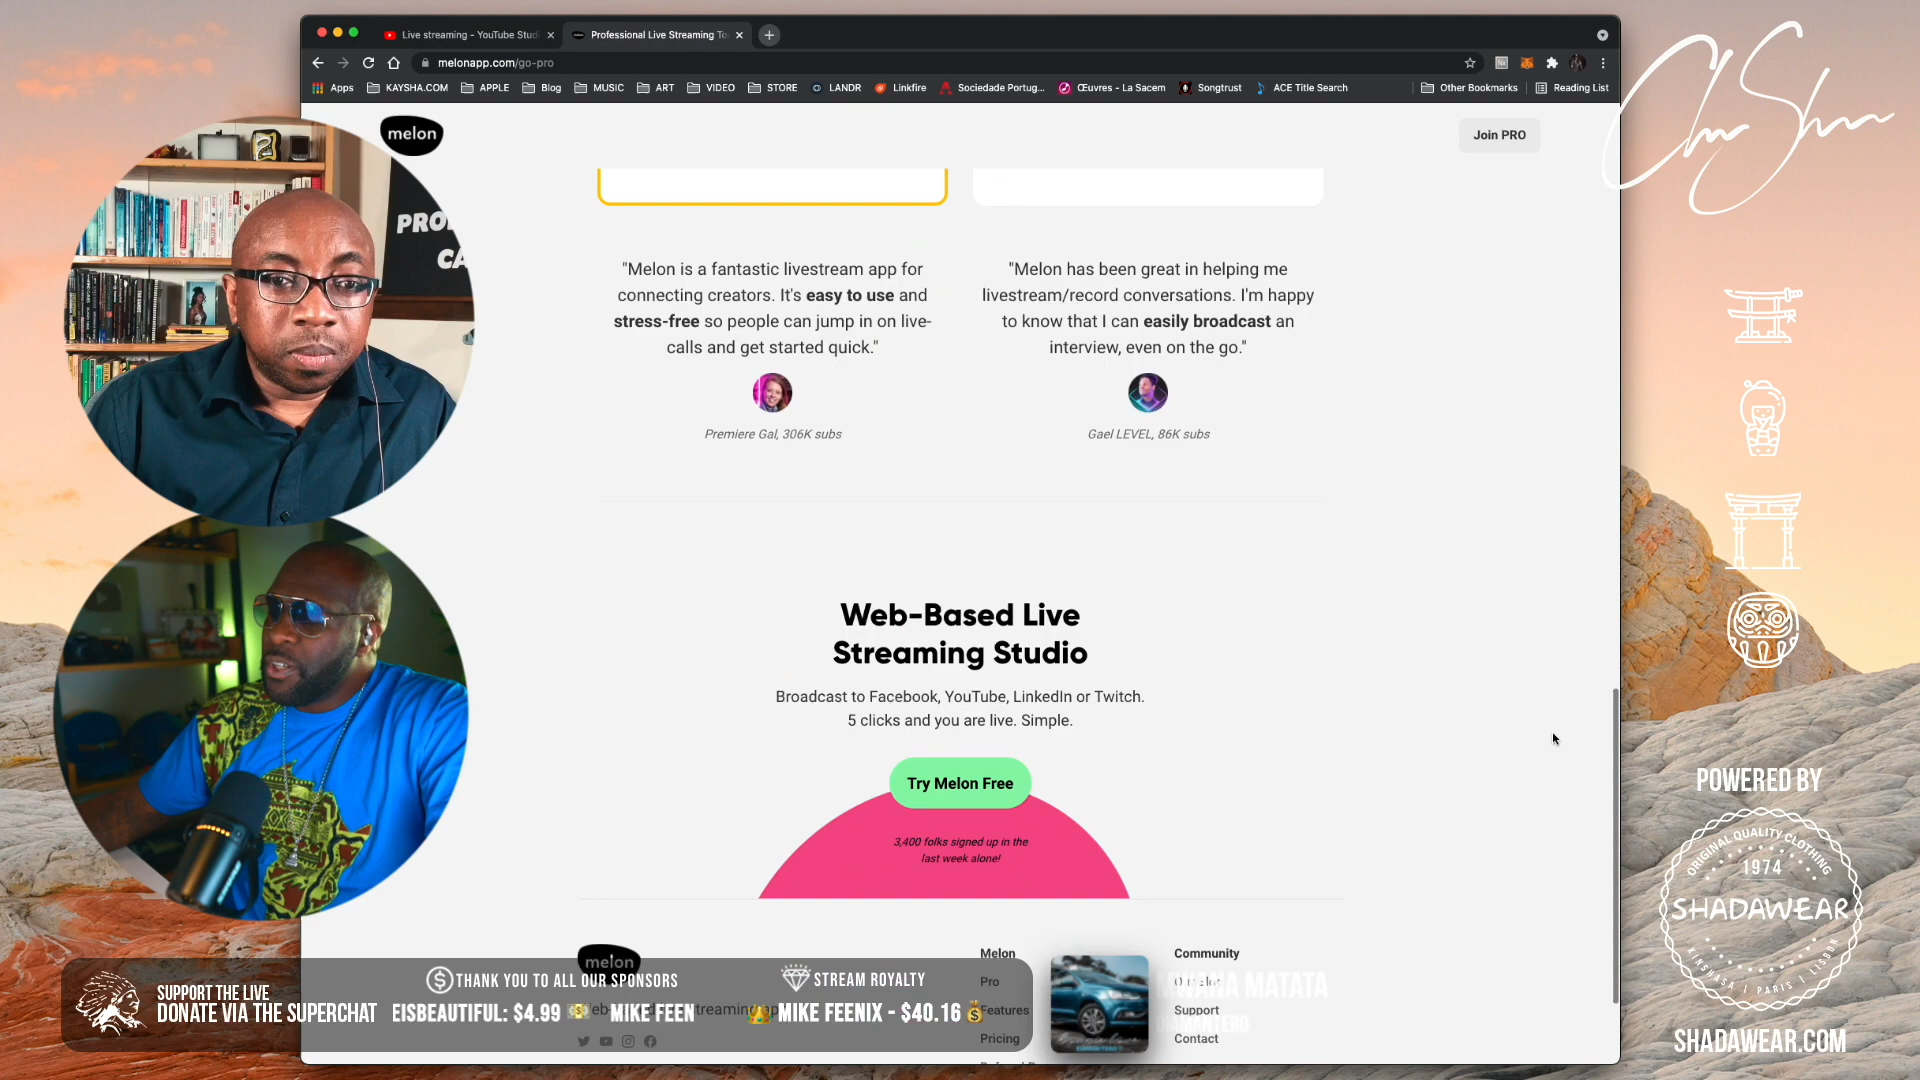 Live streaming - YouTube Studi
Professional Live Streaming To
melonapp.com/go-pro
Apps
KAYSHA.COM
APPLE
Blog
MUSIC
ART
VIDEO
STORE
LANDR
Linkfire
Sociedade Portug...
Œuvres - La Sacem
Songtrust
ACE Title Search
Other Bookmarks
Reading List
melon
Join PRO
"Melon is a fantastic livestream app for
connecting creators. It's easy to use and
stress-free so people can jump in on live-
calls and get started quick."
Premiere Gal, 306K subs
"Melon has been great in helping me
livestream/record conversations. I'm happy
to know that I can easily broadcast an
interview, even on the go."
Gael LEVEL, 86K subs
Web-Based Live
Streaming Studio
Broadcast to Facebook, YouTube, LinkedIn or Twitch.
5 clicks and you are live. Simple.
Try Melon Free
3,400 folks signed up in the
last week alone!
melon
Melon
Pro
Features
Pricing
Community
Support
Contact
SUPPORT THE LIVE
DONATE VIA THE SUPERCHAT
THANK YOU TO ALL OUR SPONSORS
EISBEAUTIFUL: $4.99 💵 MIKE FEEN
STREAM ROYALTY
👑 MIKE FEENIX - $40.16 💰
MWANA MATATA
DIAMANTERO
POWERED BY
ORIGINAL QUALITY CLOTHING
1974
SHADAWEAR
KINSHASA | PARIS | LISBON
SHADAWEAR.COM